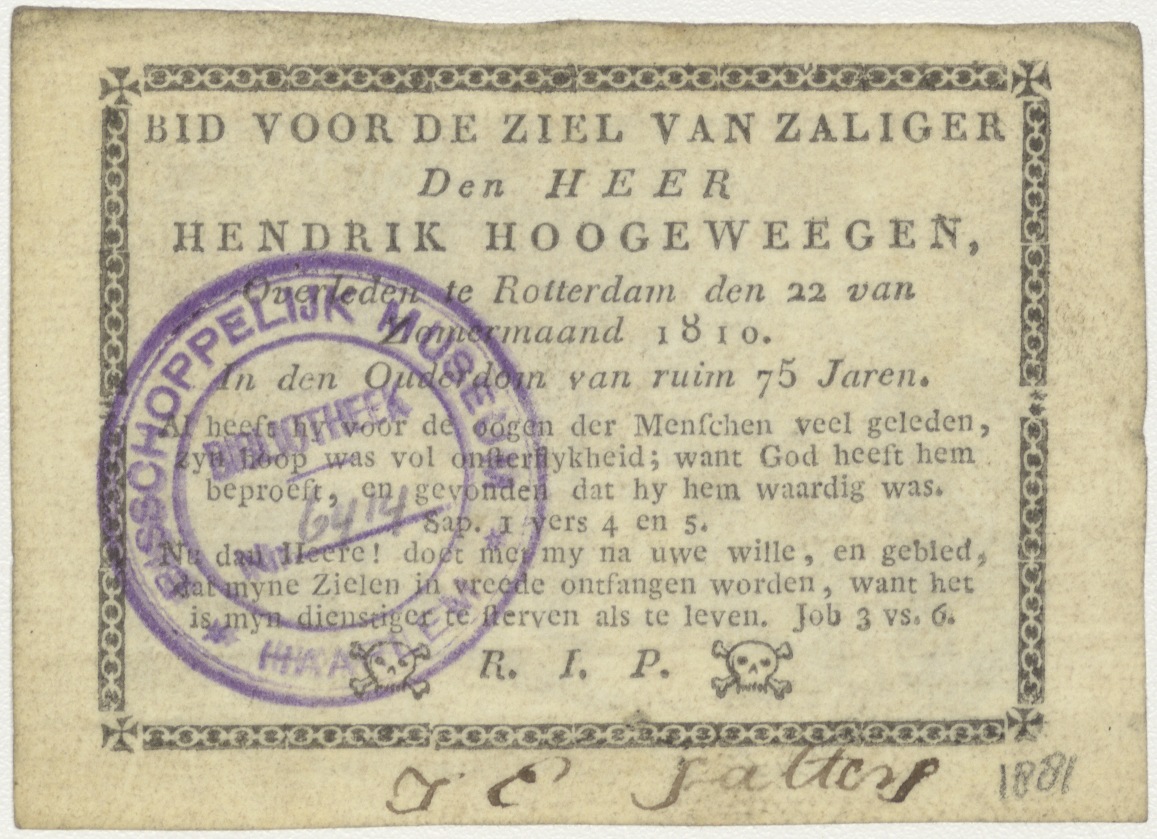 BID VOOR DE ZIEL VAN ZALIGER
Den HEER
HENDRIK HOOGEWEEGEN,
Overleden te Rotterdam den 22 van
Zomermaand 1810.
In den Ouderdom van ruim 75 Jaren.
Al heeft hy voor de oogen der Menſchen veel geleden,
zyn hoop was vol onſterflykheid; want God heeft hem
beproeft, en gevonden dat hy hem waardig was.
Sap. 1 vers 4 en 5.
Nu dan Heere! doet met my na uwe wille, en gebied,
dat myne Zielen in vreede ontfangen worden, want het
is myn dienstiger te ſterven als te leven. Job 3 vs. 6.
R. I. P.
BISSCHOPPELIJK MUSEUM
BIBLIOTHEEK
6414
* HAARLEM *
J E Salters
1881